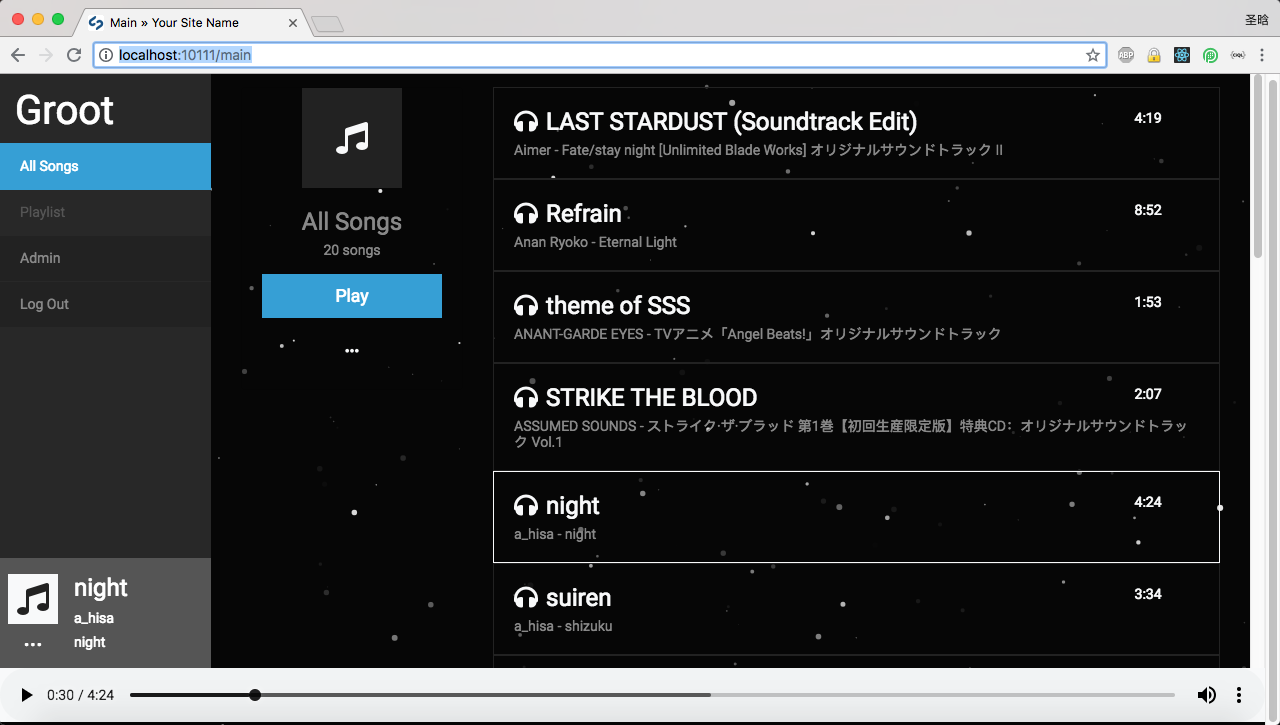 Main » Your Site Name
圣晗
localhost:10111/main
ABP
Groot
All Songs
Playlist
Admin
Log Out
All Songs
20 songs
Play
LAST STARDUST (Soundtrack Edit)
4:19
Aimer - Fate/stay night [Unlimited Blade Works] オリジナルサウンドトラック II
Refrain
8:52
Anan Ryoko - Eternal Light
theme of SSS
1:53
ANANT-GARDE EYES - TVアニメ「Angel Beats!」オリジナルサウンドトラック
STRIKE THE BLOOD
2:07
ASSUMED SOUNDS - ストライク·ザ·ブラッド 第1巻【初回生産限定版】特典CD：オリジナルサウンドトラッ
ク Vol.1
night
4:24
a_hisa - night
suiren
3:34
a_hisa - shizuku
night
a_hisa
night
0:30 / 4:24